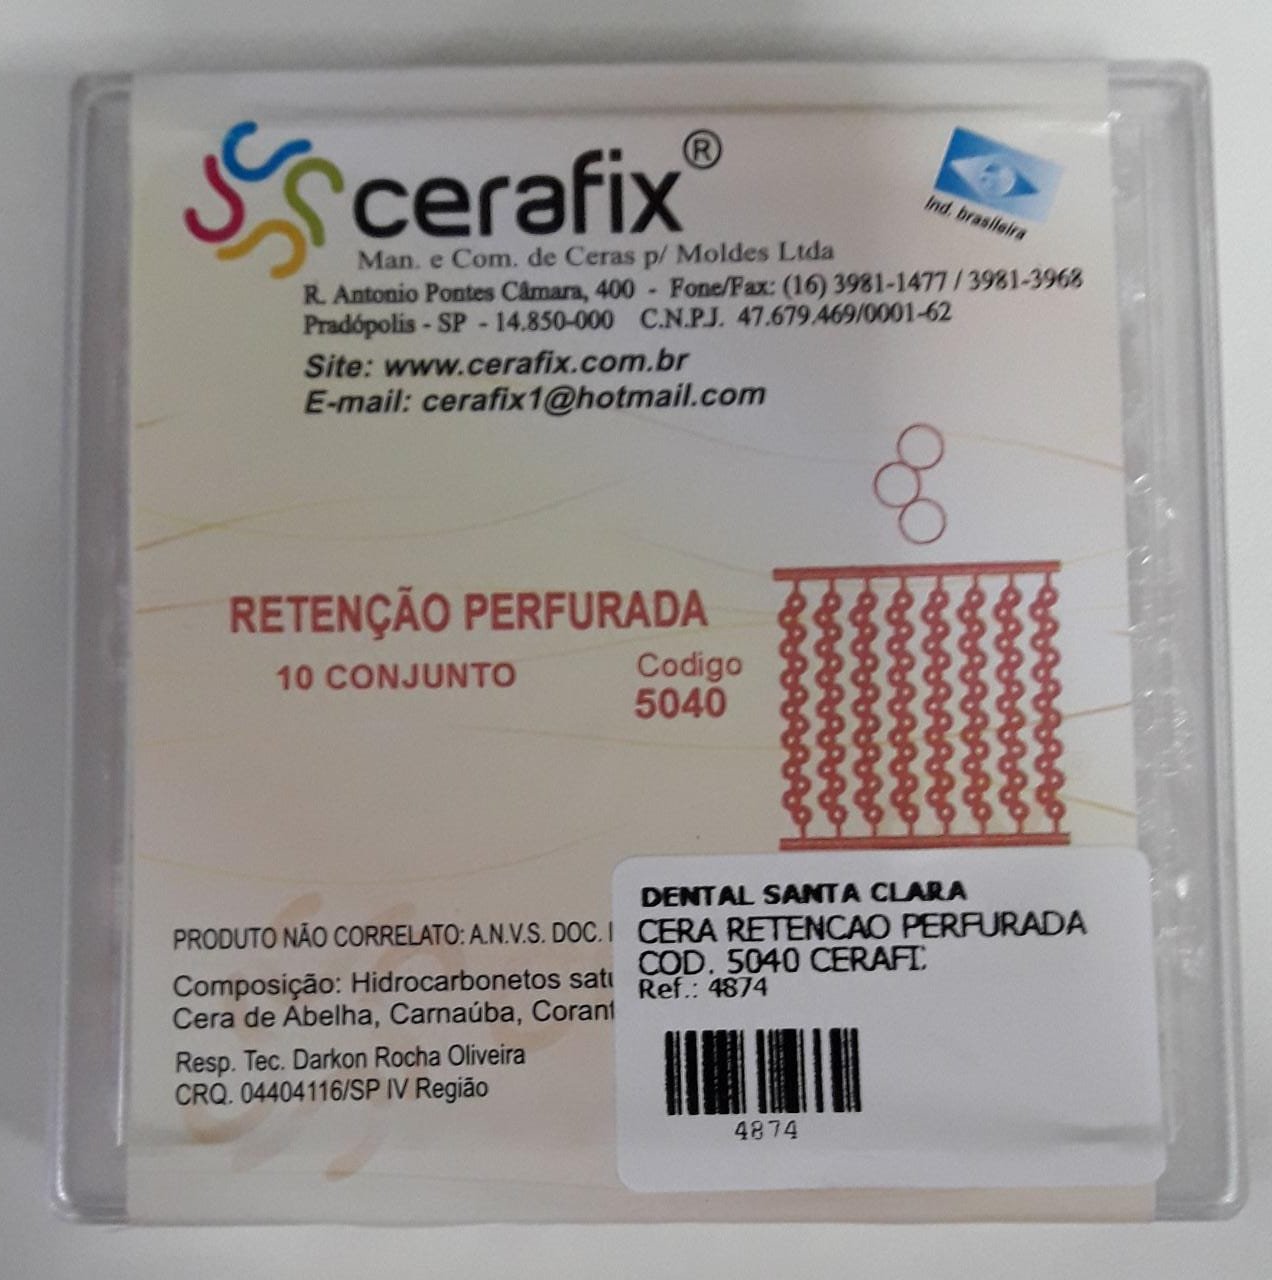 cerafix®
Ind. brasileira
Man. e Com. de Ceras p/ Moldes Ltda
R. Antonio Pontes Câmara, 400 - Fone/Fax: (16) 3981-1477 / 3981-3968
Pradópolis - SP - 14.850-000 C.N.P.J. 47.679.469/0001-62
Site: www.cerafix.com.br
E-mail: cerafix1@hotmail.com
RETENÇÃO PERFURADA
10 CONJUNTO
Codigo
5040
PRODUTO NÃO CORRELATO: A.N.V.S. DOC.
Composição: Hidrocarbonetos
Cera de Abelha, Carnaúba,
Resp. Tec. Darkon Rocha Oliveira
CRQ. 04404116/SP IV Região
DENTAL SANTA CLARA
CERA RETENCAO PERFURADA
COD. 5040
Ref.: 4874
4874